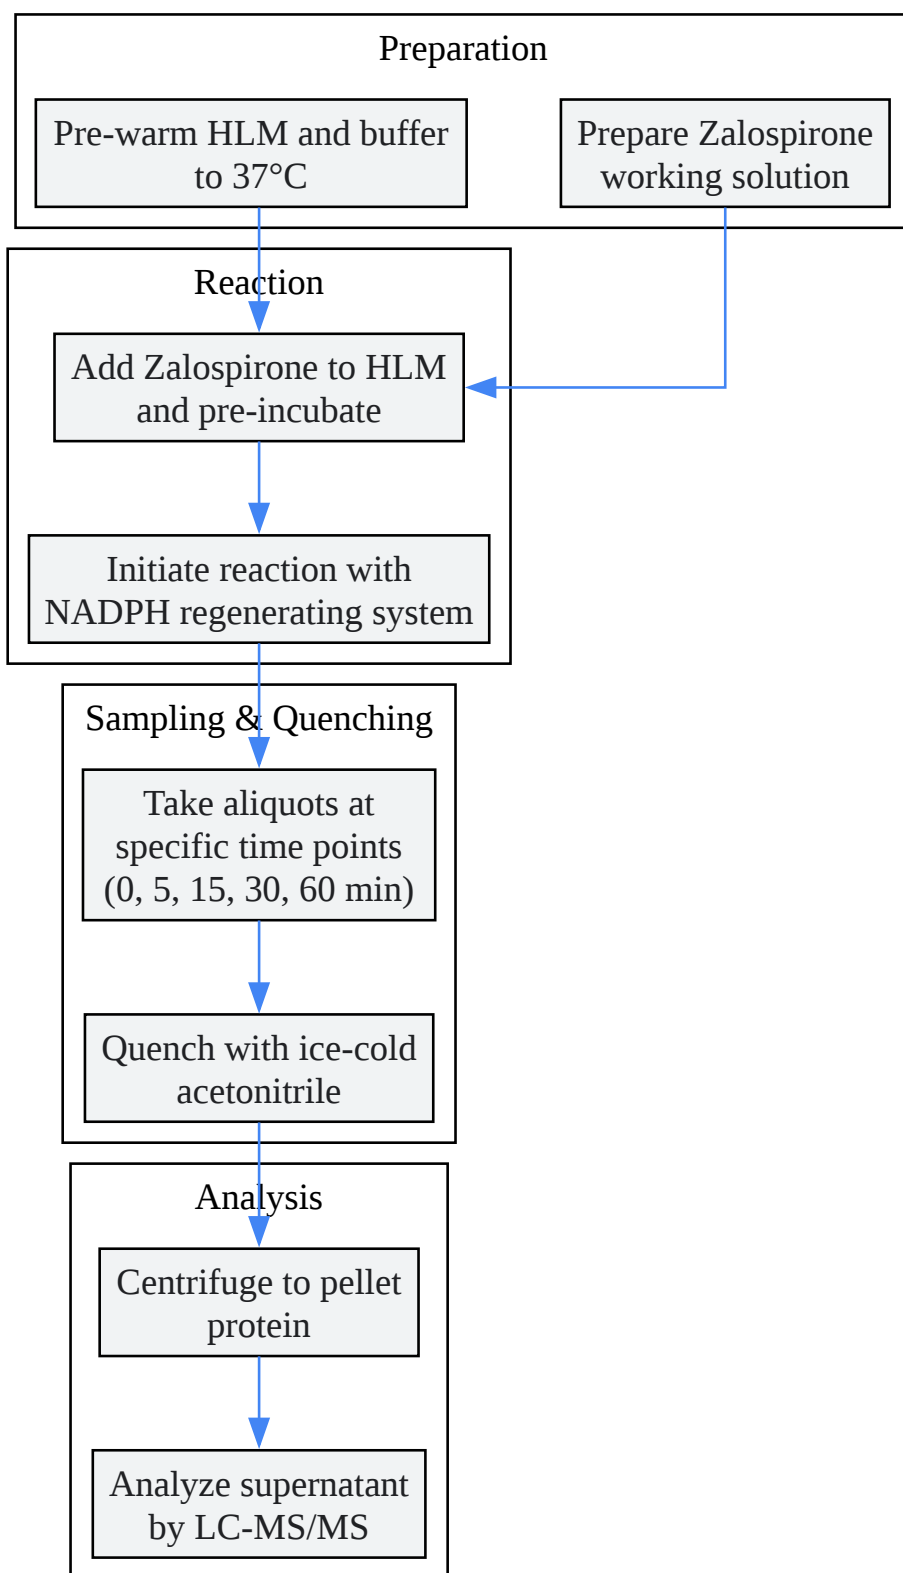 Preparation
Pre-warm HLM and buffer
to 37°C
Prepare Zalospirone
working solution
Reaction
Add Zalospirone to HLM
and pre-incubate
Initiate reaction with
NADPH regenerating system
Sampling & Quenching
Take aliquots at
specific time points
(0, 5, 15, 30, 60 min)
Quench with ice-cold
acetonitrile
Analysis
Centrifuge to pellet
protein
Analyze supernatant
by LC-MS/MS